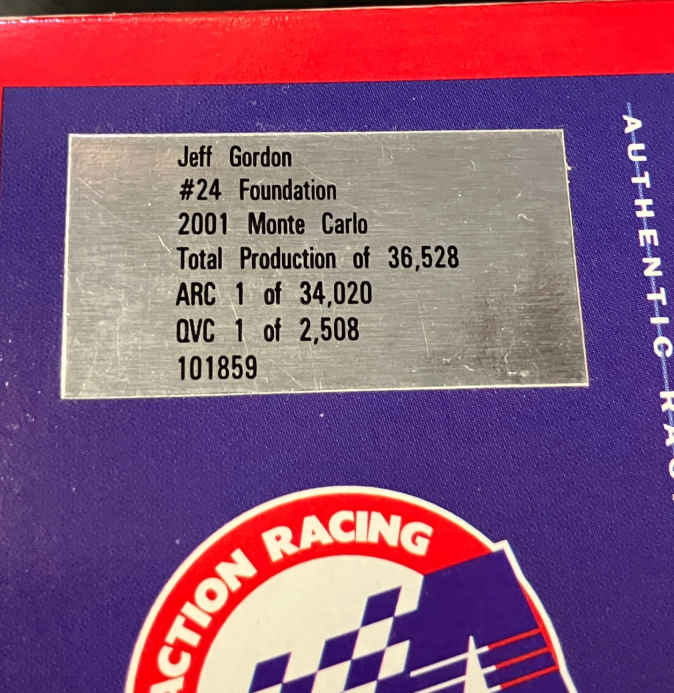 Jeff Gordon
#24 Foundation
2001 Monte Carlo
Total Production of 36,528
ARC 1 of 34,020
QVC 1 of 2,508
101859
AUTHENTIC
ACTION RACING